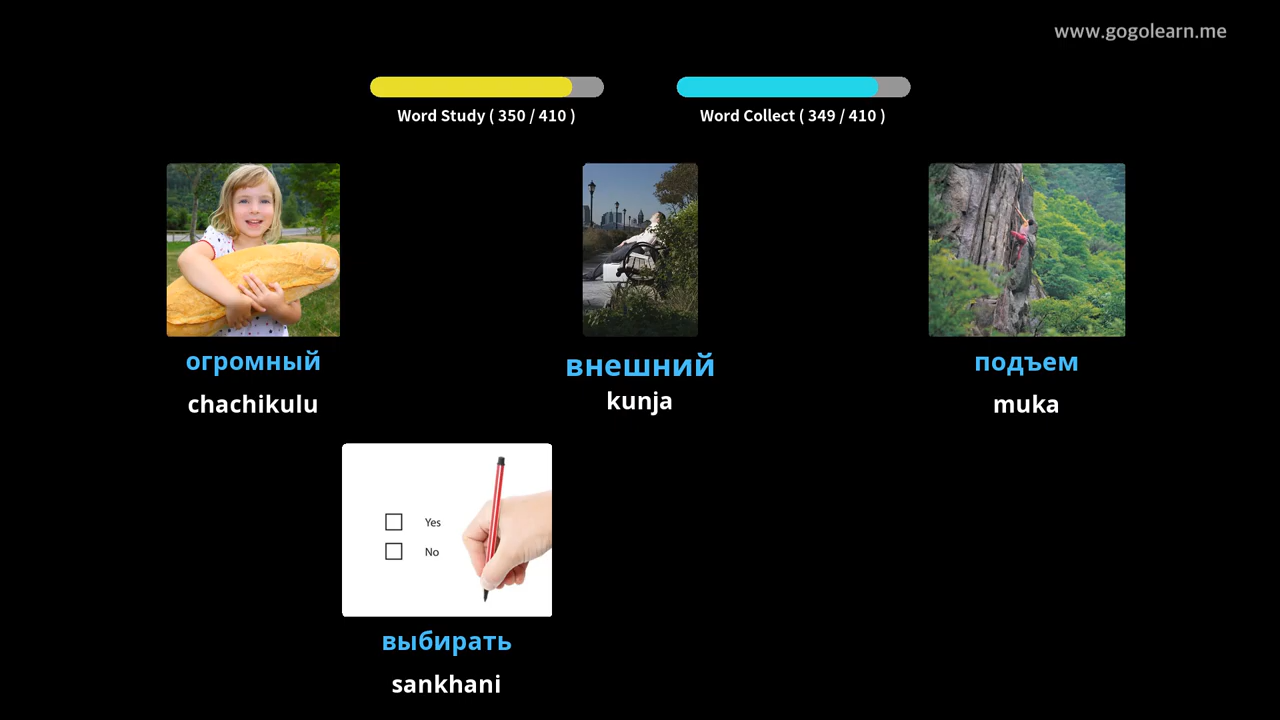 www.gogolearn.me
Word Study ( 350 / 410 )
Word Collect ( 349 / 410 )
огромный
внешний
подъем
chachikulu
kunja
muka
Yes
No
выбирать
sankhani